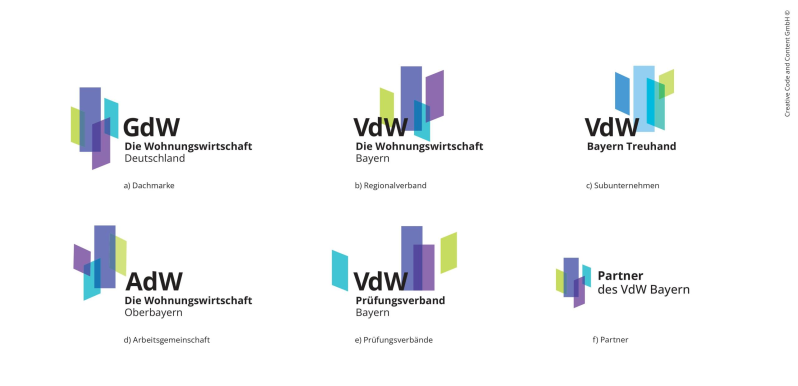 GdW
Die Wohnungswirtschaft
Deutschland
a) Dachmarke
VdW
Die Wohnungswirtschaft
Bayern
b) Regionalverband
VdW
Bayern Treuhand
c) Subunternehmen
AdW
Die Wohnungswirtschaft
Oberbayern
d) Arbeitsgemeinschaft
VdW
Prüfungsverband
Bayern
e) Prüfungsverbände
Partner
des VdW Bayern
f) Partner
Creative Code and Content GmbH ©